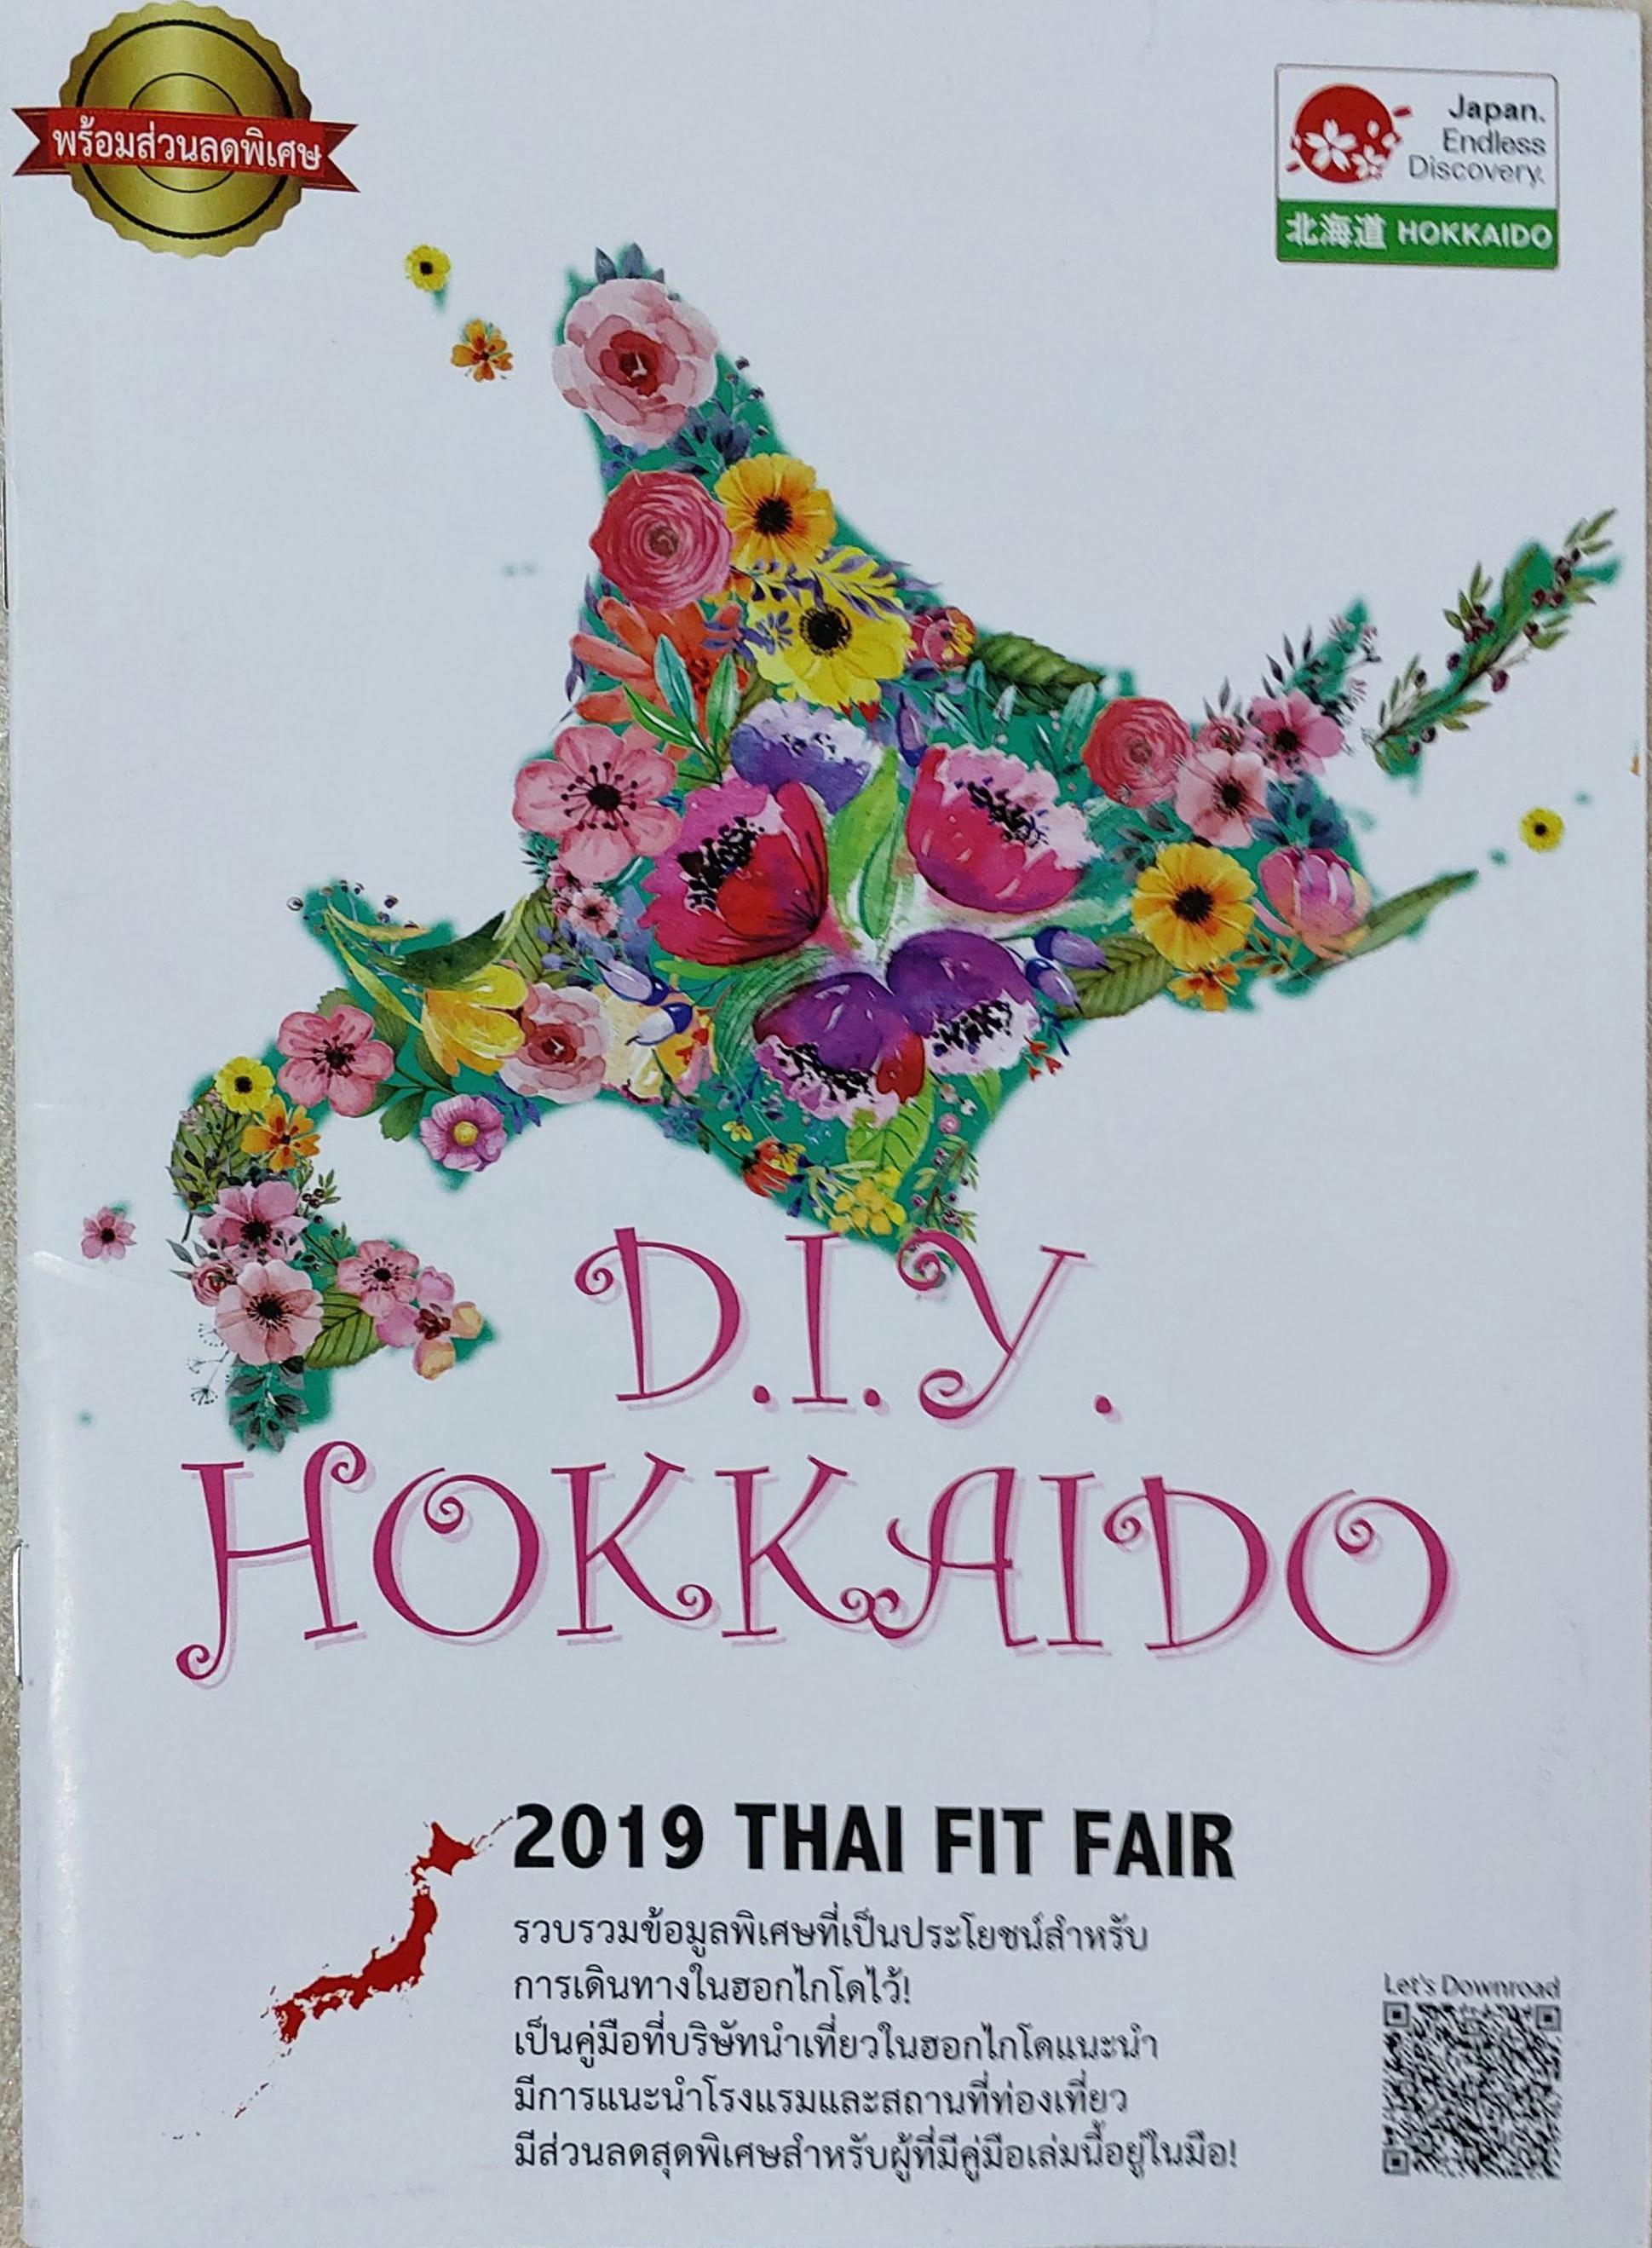 พร้อมส่วนลดพิเศษ
Japan.
Endless
Discovery.
北海道 HOKKAIDO
D.I.Y.
HOKKAIDO
2019 THAI FIT FAIR
รวบรวมข้อมูลพิเศษที่เป็นประโยชน์สำหรับ
การเดินทางในฮอกไกโดไว้!
เป็นคู่มือที่บริษัทนำเที่ยวในฮอกไกโดแนะนำ
มีการแนะนำโรงแรมและสถานที่ท่องเที่ยว
มีส่วนลดสุดพิเศษสำหรับผู้ที่มีคู่มือเล่มนี้อยู่ในมือ!
Let's Downroad